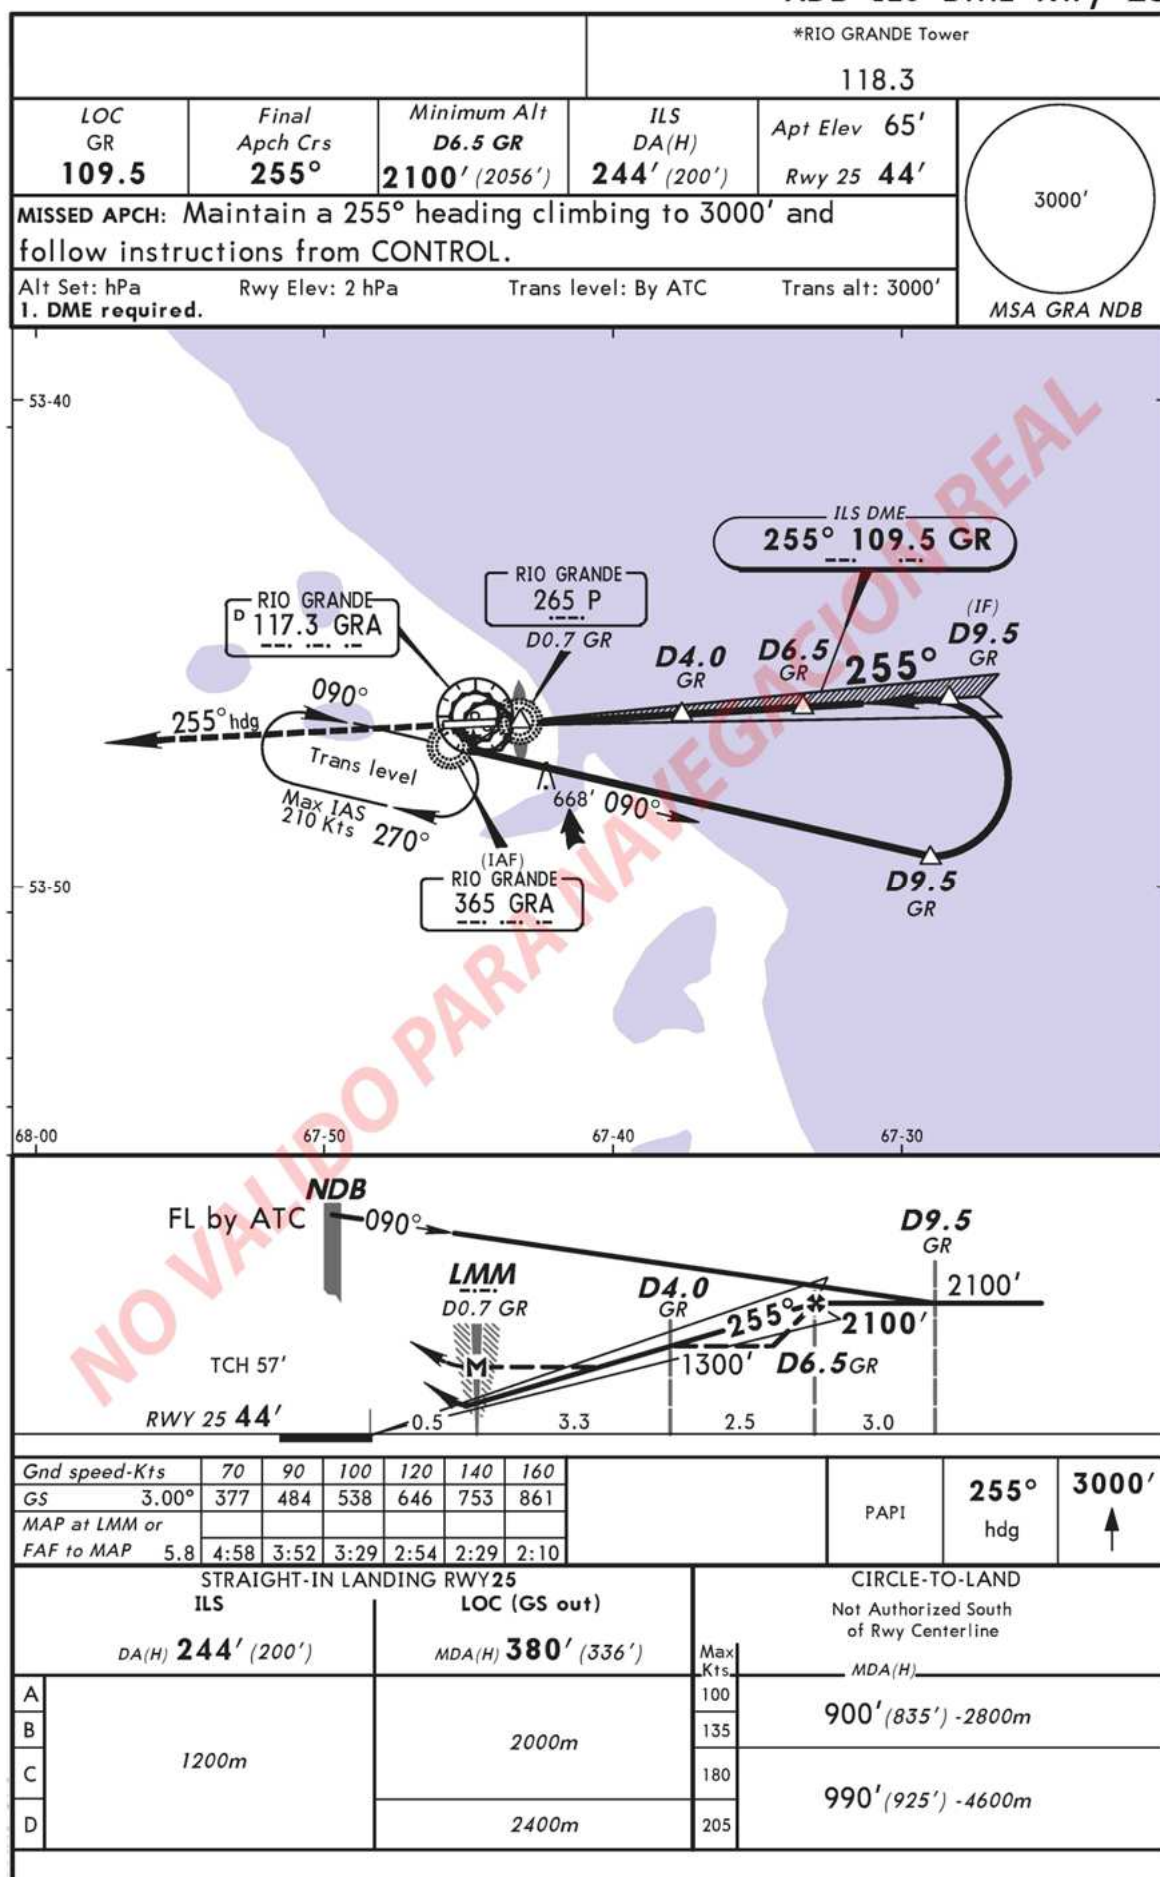 *RIO GRANDE Tower
118.3
LOC
GR
109.5
Final
Apch Crs
255°
Minimum Alt
D6.5 GR
2100' (2056')
ILS
DA(H)
244' (200')
Apt Elev 65'
Rwy 25 44'
MISSED APCH: Maintain a 255° heading climbing to 3000' and
follow instructions from CONTROL.
Alt Set: hPa Rwy Elev: 2 hPa Trans level: By ATC Trans alt: 3000'
1. DME required.
3000'
MSA GRA NDB
53-40
ILS DME
255° 109.5 GR
RIO GRANDE
265 P
D0.7 GR
RIO GRANDE
D 117.3 GRA
(IF)
D9.5
GR
D6.5
GR
D4.0
GR
255°
090°
255° hdg
Trans level
Max IAS
210 Kts
270°
668'
090°
(IAF)
RIO GRANDE
365 GRA
D9.5
GR
53-50
68-00
67-50
67-40
67-30
NO VALIDO PARA NAVEGACION REAL
NDB
FL by ATC
090°
D9.5
GR
2100'
LMM
D0.7 GR
D4.0
GR
255°
2100'
1300'
D6.5 GR
M
TCH 57'
RWY 25 44'
0.5
3.3
2.5
3.0
Gnd speed-Kts 70 90 100 120 140 160
GS 3.00° 377 484 538 646 753 861
MAP at LMM or
FAF to MAP 5.8 4:58 3:52 3:29 2:54 2:29 2:10
PAPI
255°
hdg
3000'
STRAIGHT-IN LANDING RWY25
ILS
DA(H) 244' (200')
LOC (GS out)
MDA(H) 380' (336')
CIRCLE-TO-LAND
Not Authorized South
of Rwy Centerline
Max
Kts
MDA(H)
A
B
C
D
1200m
2000m
2400m
100
135
180
205
900' (835') -2800m
990' (925') -4600m